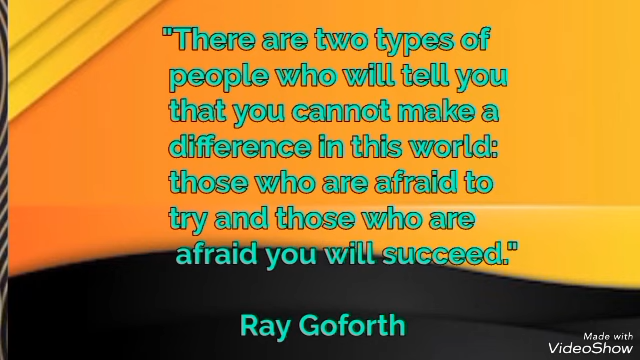 "There are two types of
people who will tell you
that you cannot make a
difference in this world:
those who are afraid to
try and those who are
afraid you will succeed."
Ray Goforth
Made with
VideoShow